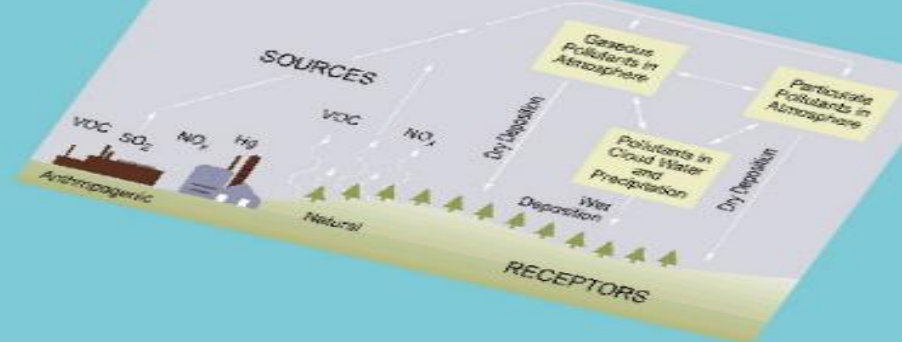 SOURCES
VOC SO2 NOx Hg
VOC
NOx
Anthropogenic
Natural
Dry Deposition
Gaseous
Pollutants in
Atmosphere
Particulate
Pollutants in
Atmosphere
Pollutants in
Cloud Water
and
Precipitation
Wet
Deposition
Dry Deposition
RECEPTORS